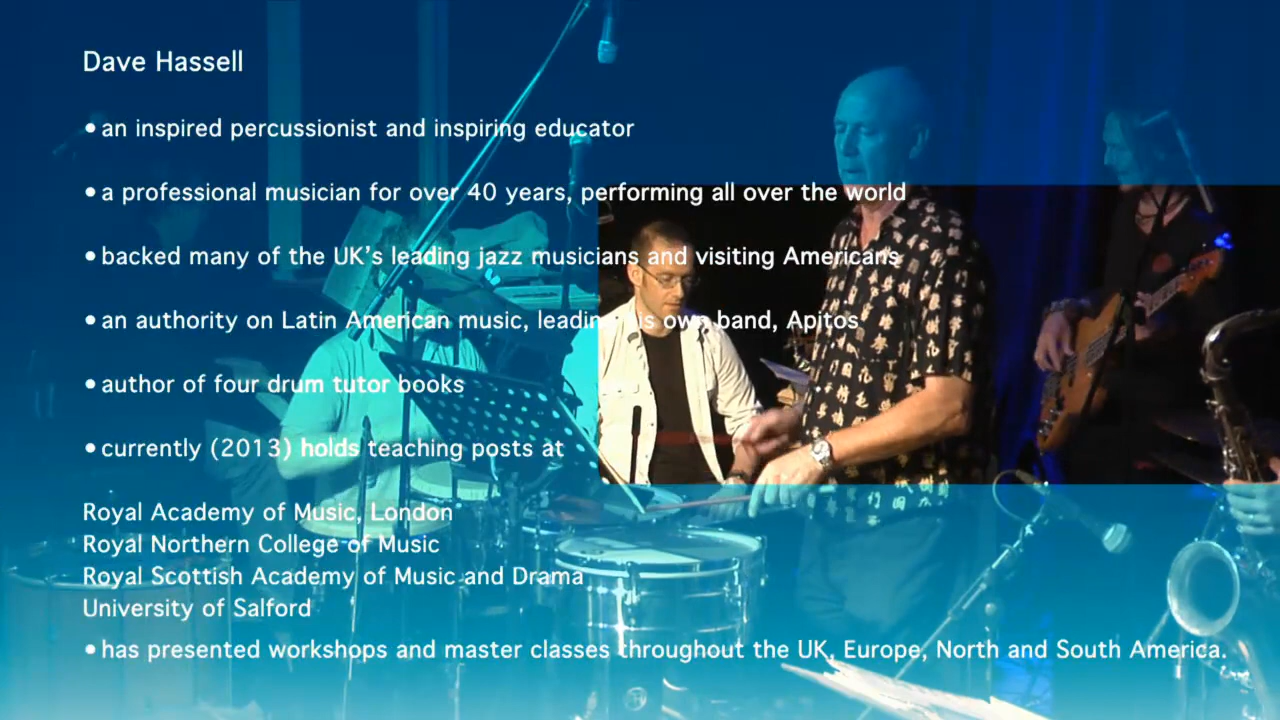 Dave Hassell
•an inspired percussionist and inspiring educator
•a professional musician for over 40 years, performing all over the world
•backed many of the UK's leading jazz musicians and visiting Americans
•an authority on Latin American music, leading his own band, Apitos
•author of four drum tutor books
•currently (2013) holds teaching posts at
Royal Academy of Music, London
Royal Northern College of Music
Royal Scottish Academy of Music and Drama
University of Salford
•has presented workshops and master classes throughout the UK, Europe, North and South America.